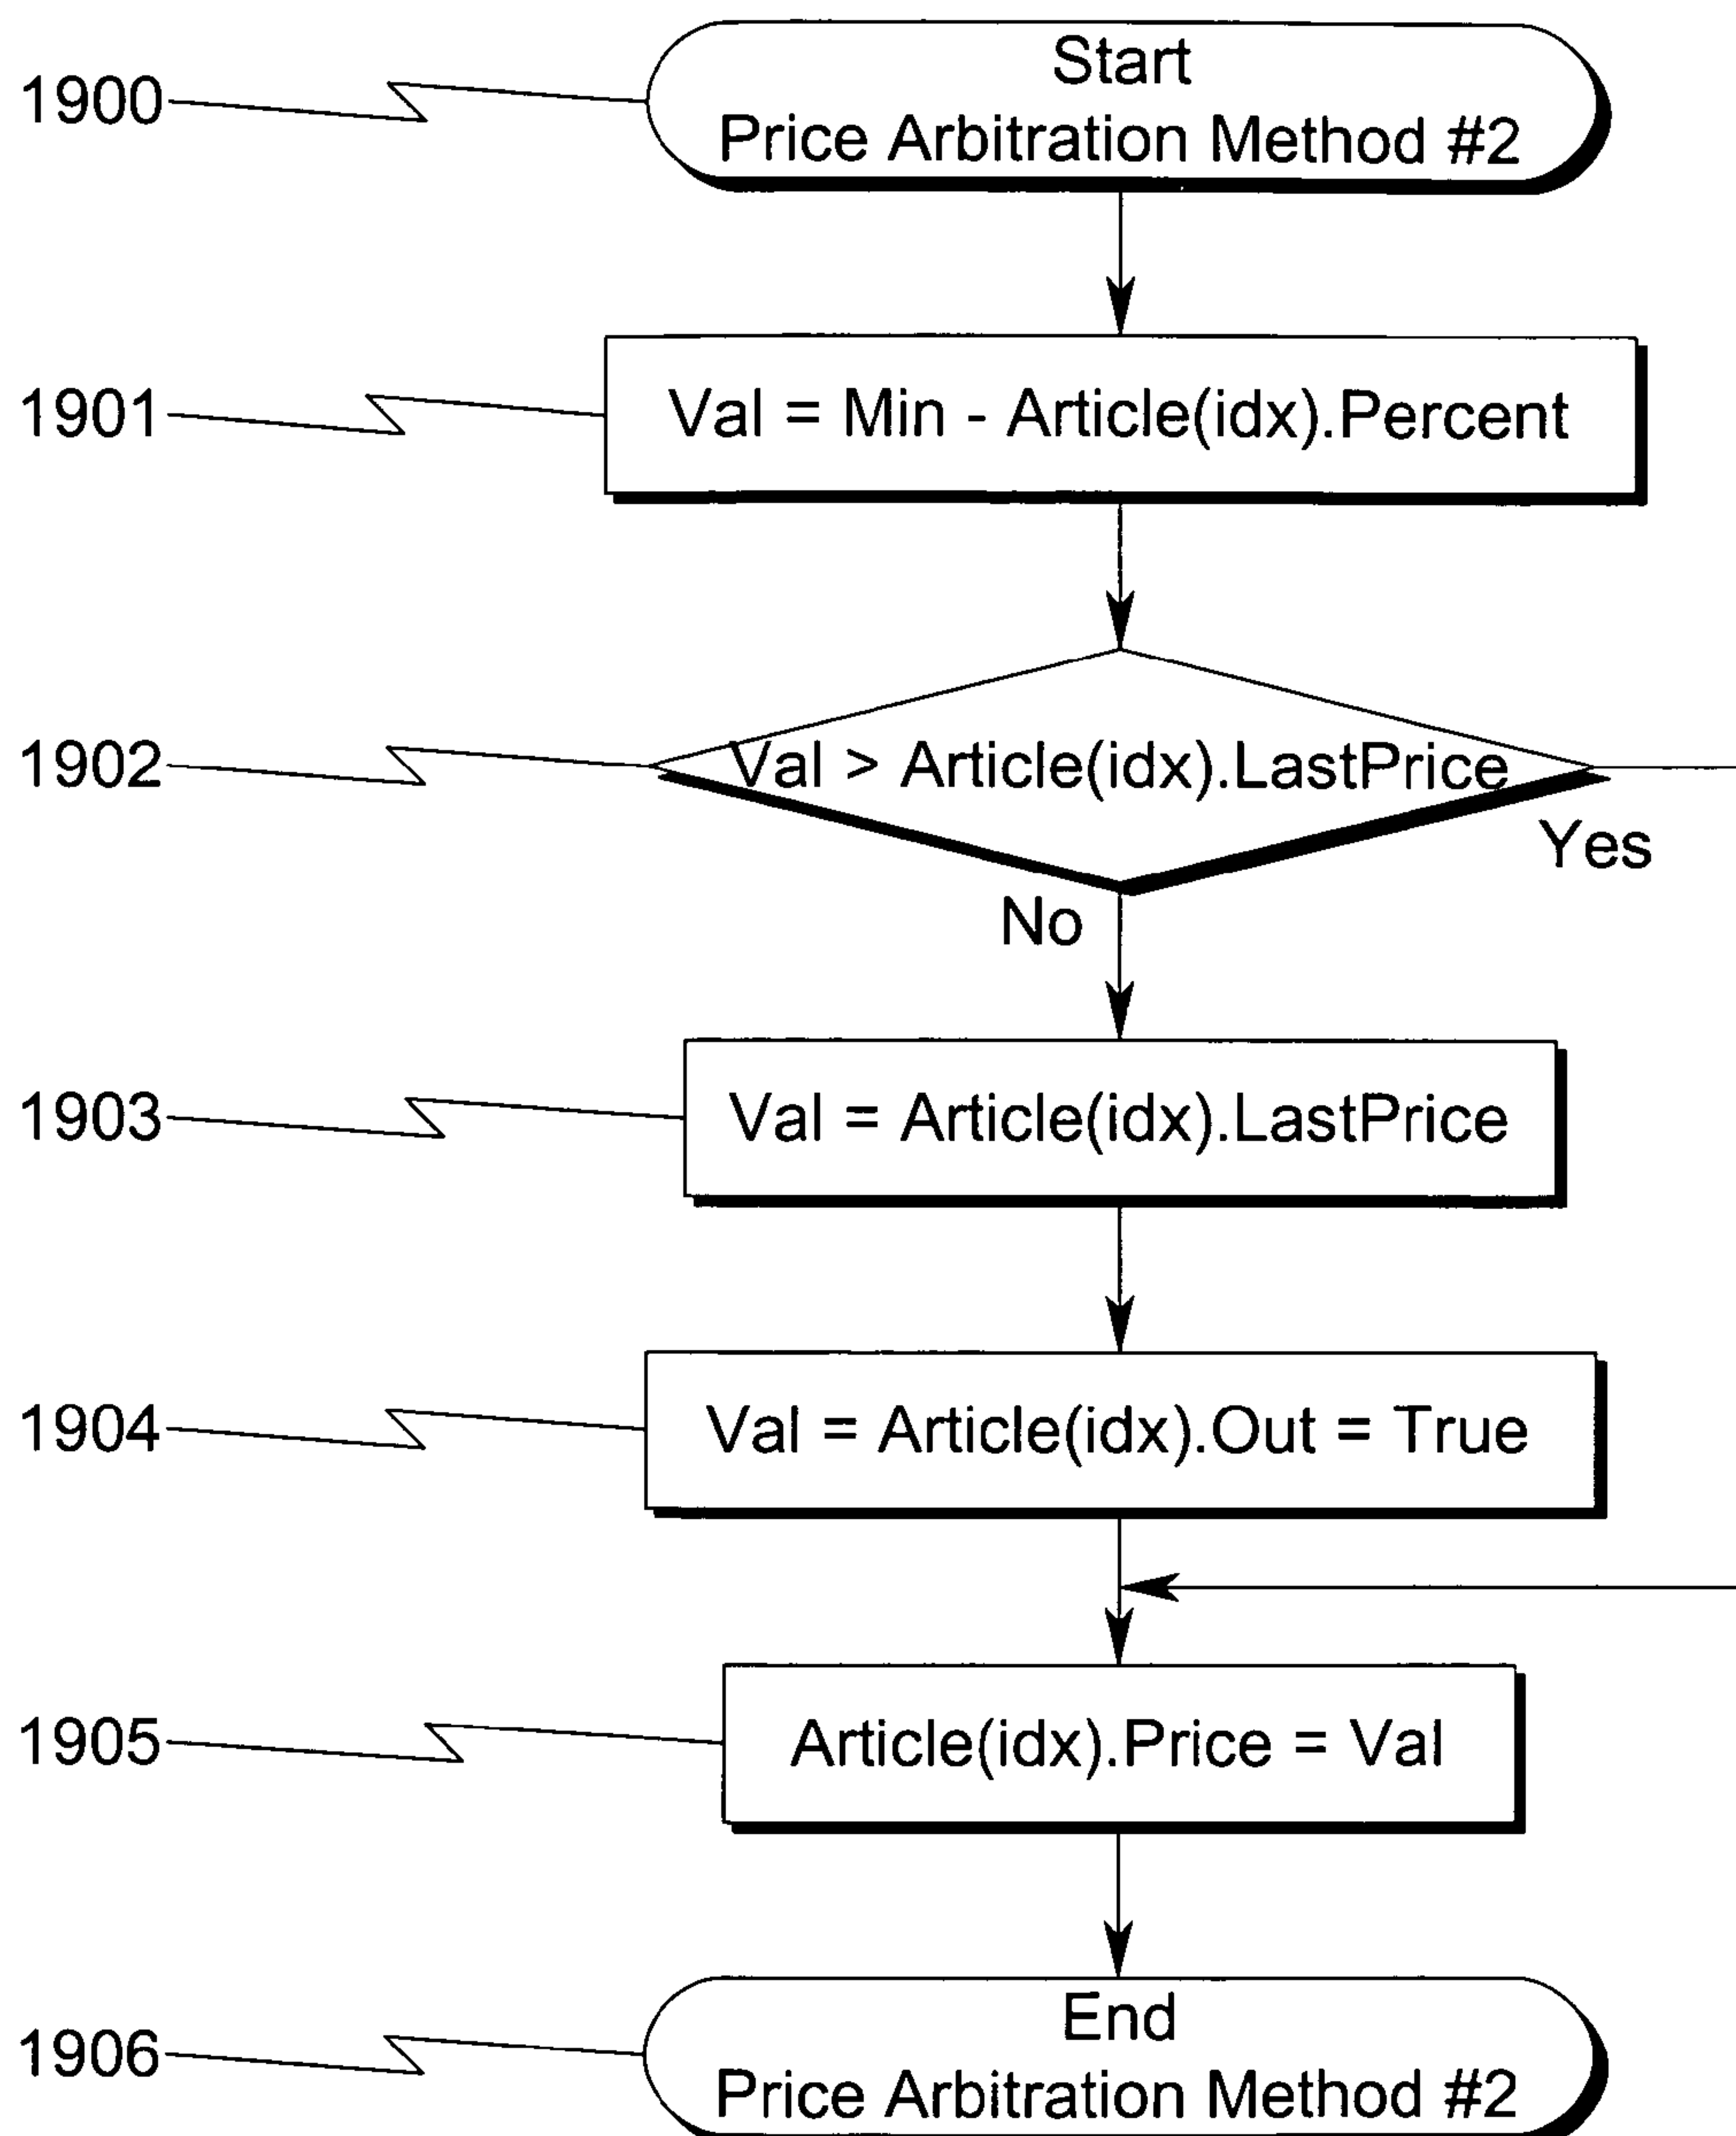 1900
Start
Price Arbitration Method #2
1901
Val = Min - Article(idx).Percent
1902
Val > Article(idx).LastPrice
Yes
No
1903
Val = Article(idx).LastPrice
1904
Val = Article(idx).Out = True
1905
Article(idx).Price = Val
1906
End
Price Arbitration Method #2